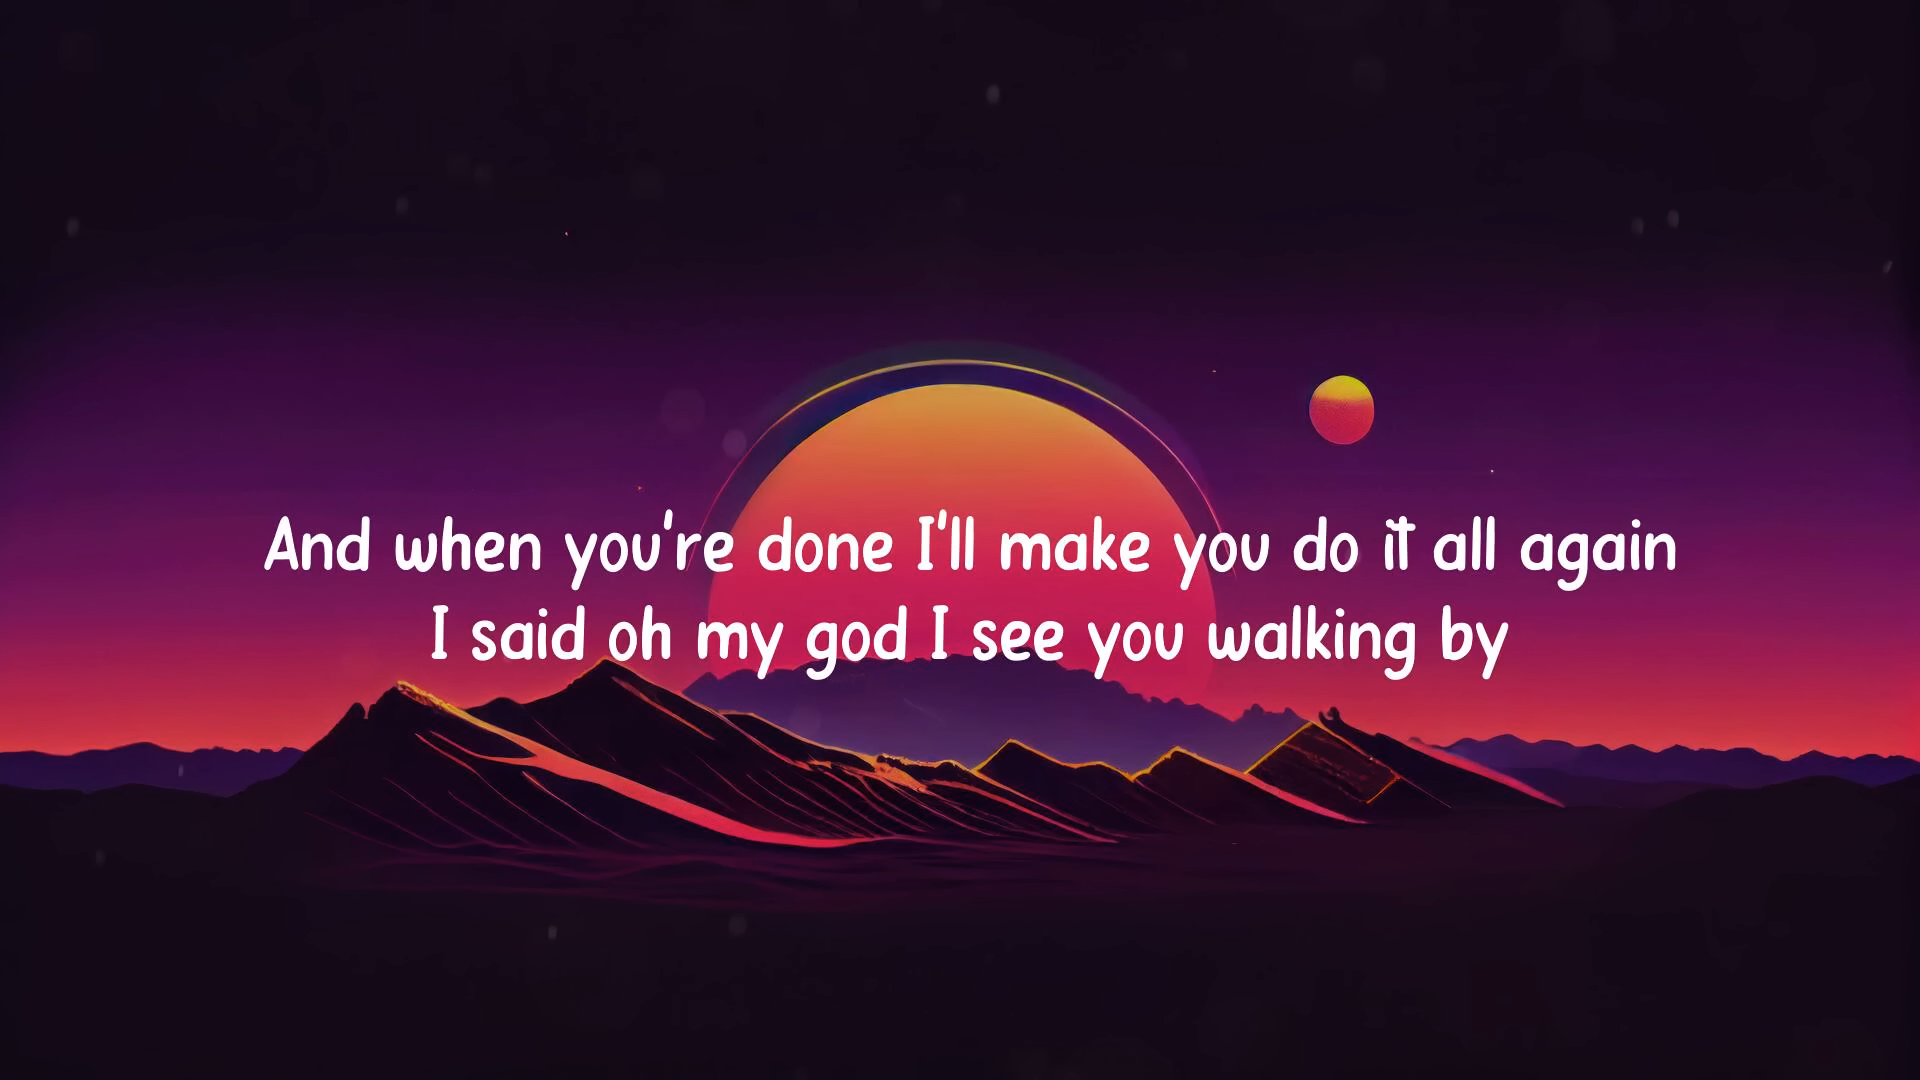 And when you're done I'll make you do it all again
I said oh my god I see you walking by